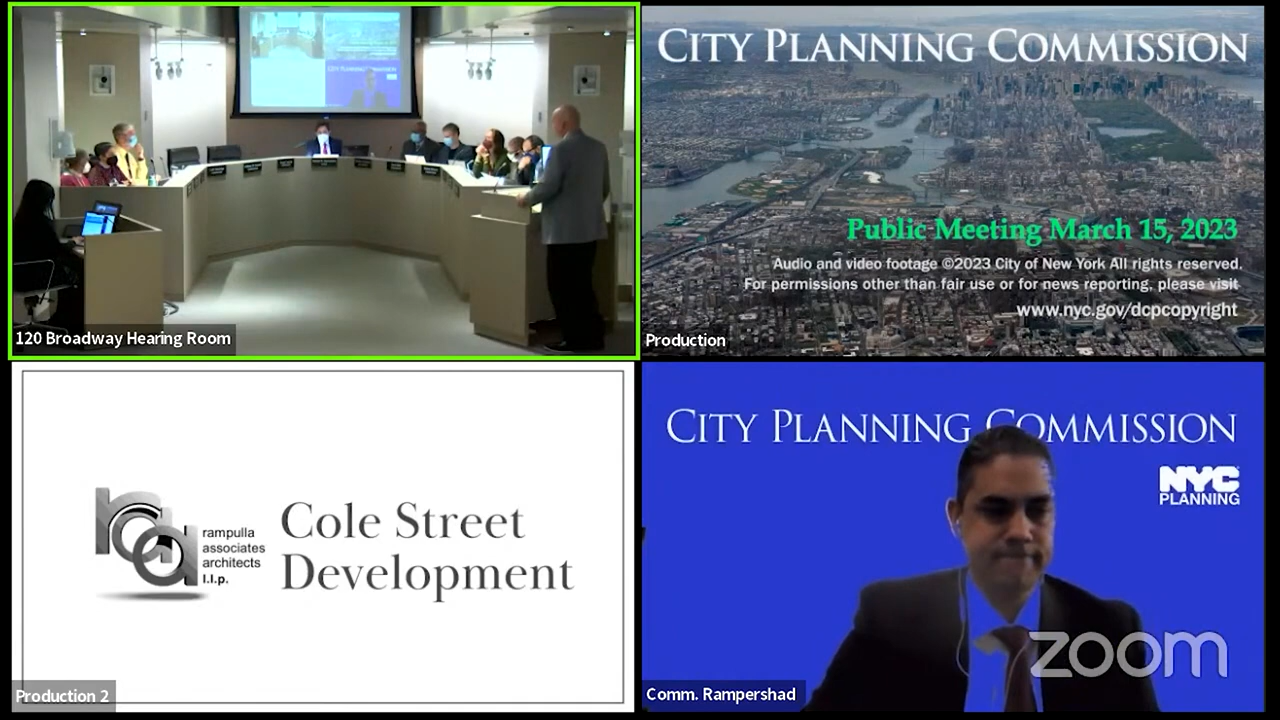 CITY PLANNING COMMISSION
Public Meeting March 15, 2023
Audio and video footage ©2023 City of New York All rights reserved.
For permissions other than fair use or for news reporting, please visit
www.nyc.gov/dcpcopyright
120 Broadway Hearing Room
Production
raa
rampulla
associates
architects
l.l.p.
Cole Street
Development
Production 2
CITY PLANNING COMMISSION
NYC
PLANNING
zoom
Comm. Rampershad